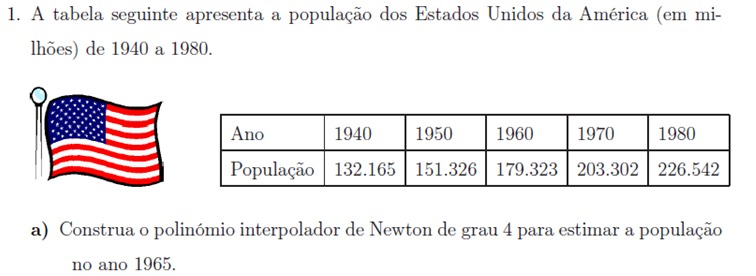 1. A tabela seguinte apresenta a população dos Estados Unidos da América (em mi-
lhões) de 1940 a 1980.
Ano 1940 1950 1960 1970 1980
População 132.165 151.326 179.323 203.302 226.542
a) Construa o polinómio interpolador de Newton de grau 4 para estimar a população
no ano 1965.